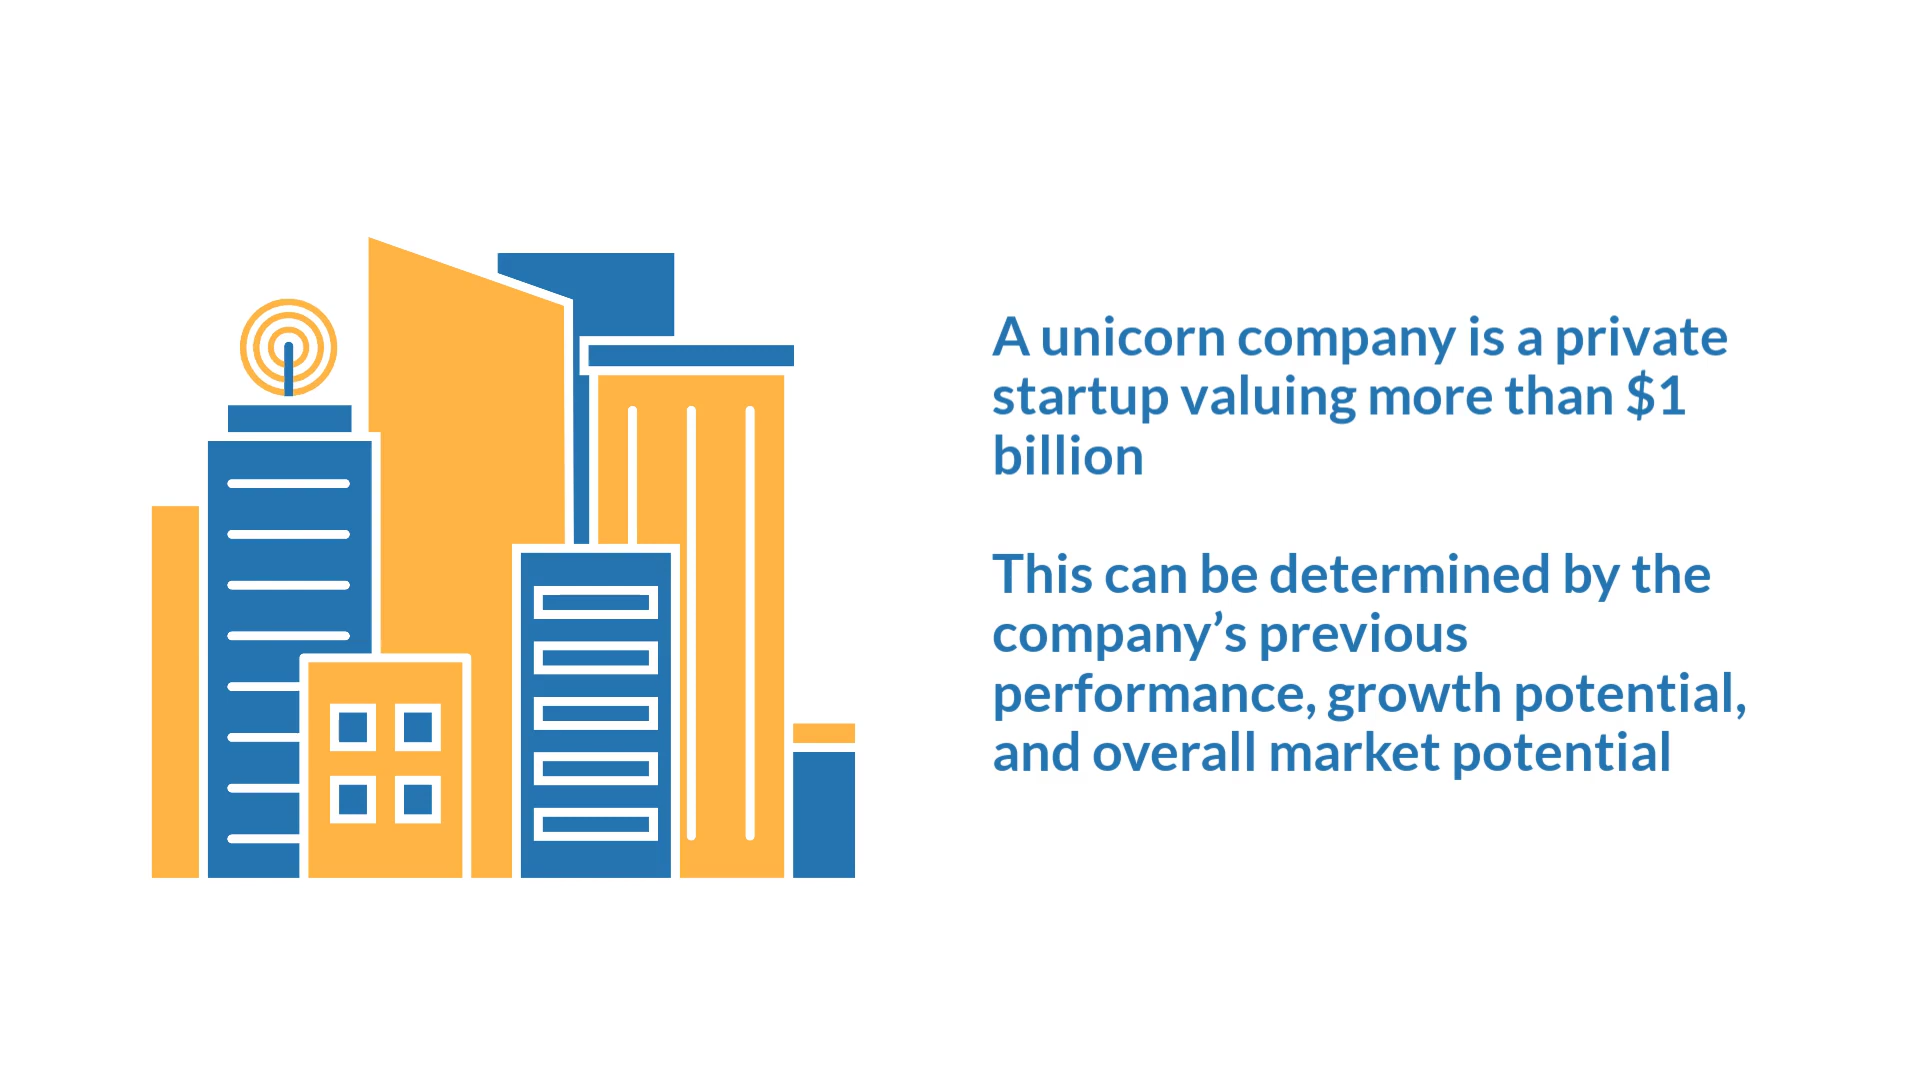 A unicorn company is a private
startup valuing more than $1
billion
This can be determined by the
company’s previous
performance, growth potential,
and overall market potential